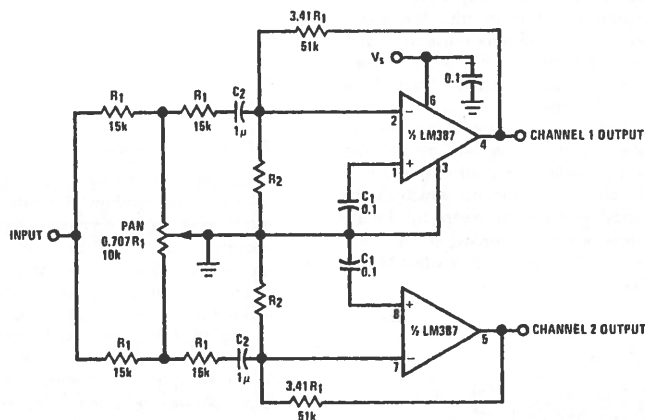 3.41R1
51k
Vs
0.1
6
R1
15k
R1
15k
C2
1μ
2
−
½ LM387
+
1
4
3
CHANNEL 1 OUTPUT
R2
C1
0.1
INPUT
PAN
0.707R1
10k
C1
0.1
R2
8
+
½ LM387
−
7
5
CHANNEL 2 OUTPUT
R1
15k
R1
15k
C2
1μ
3.41R1
51k